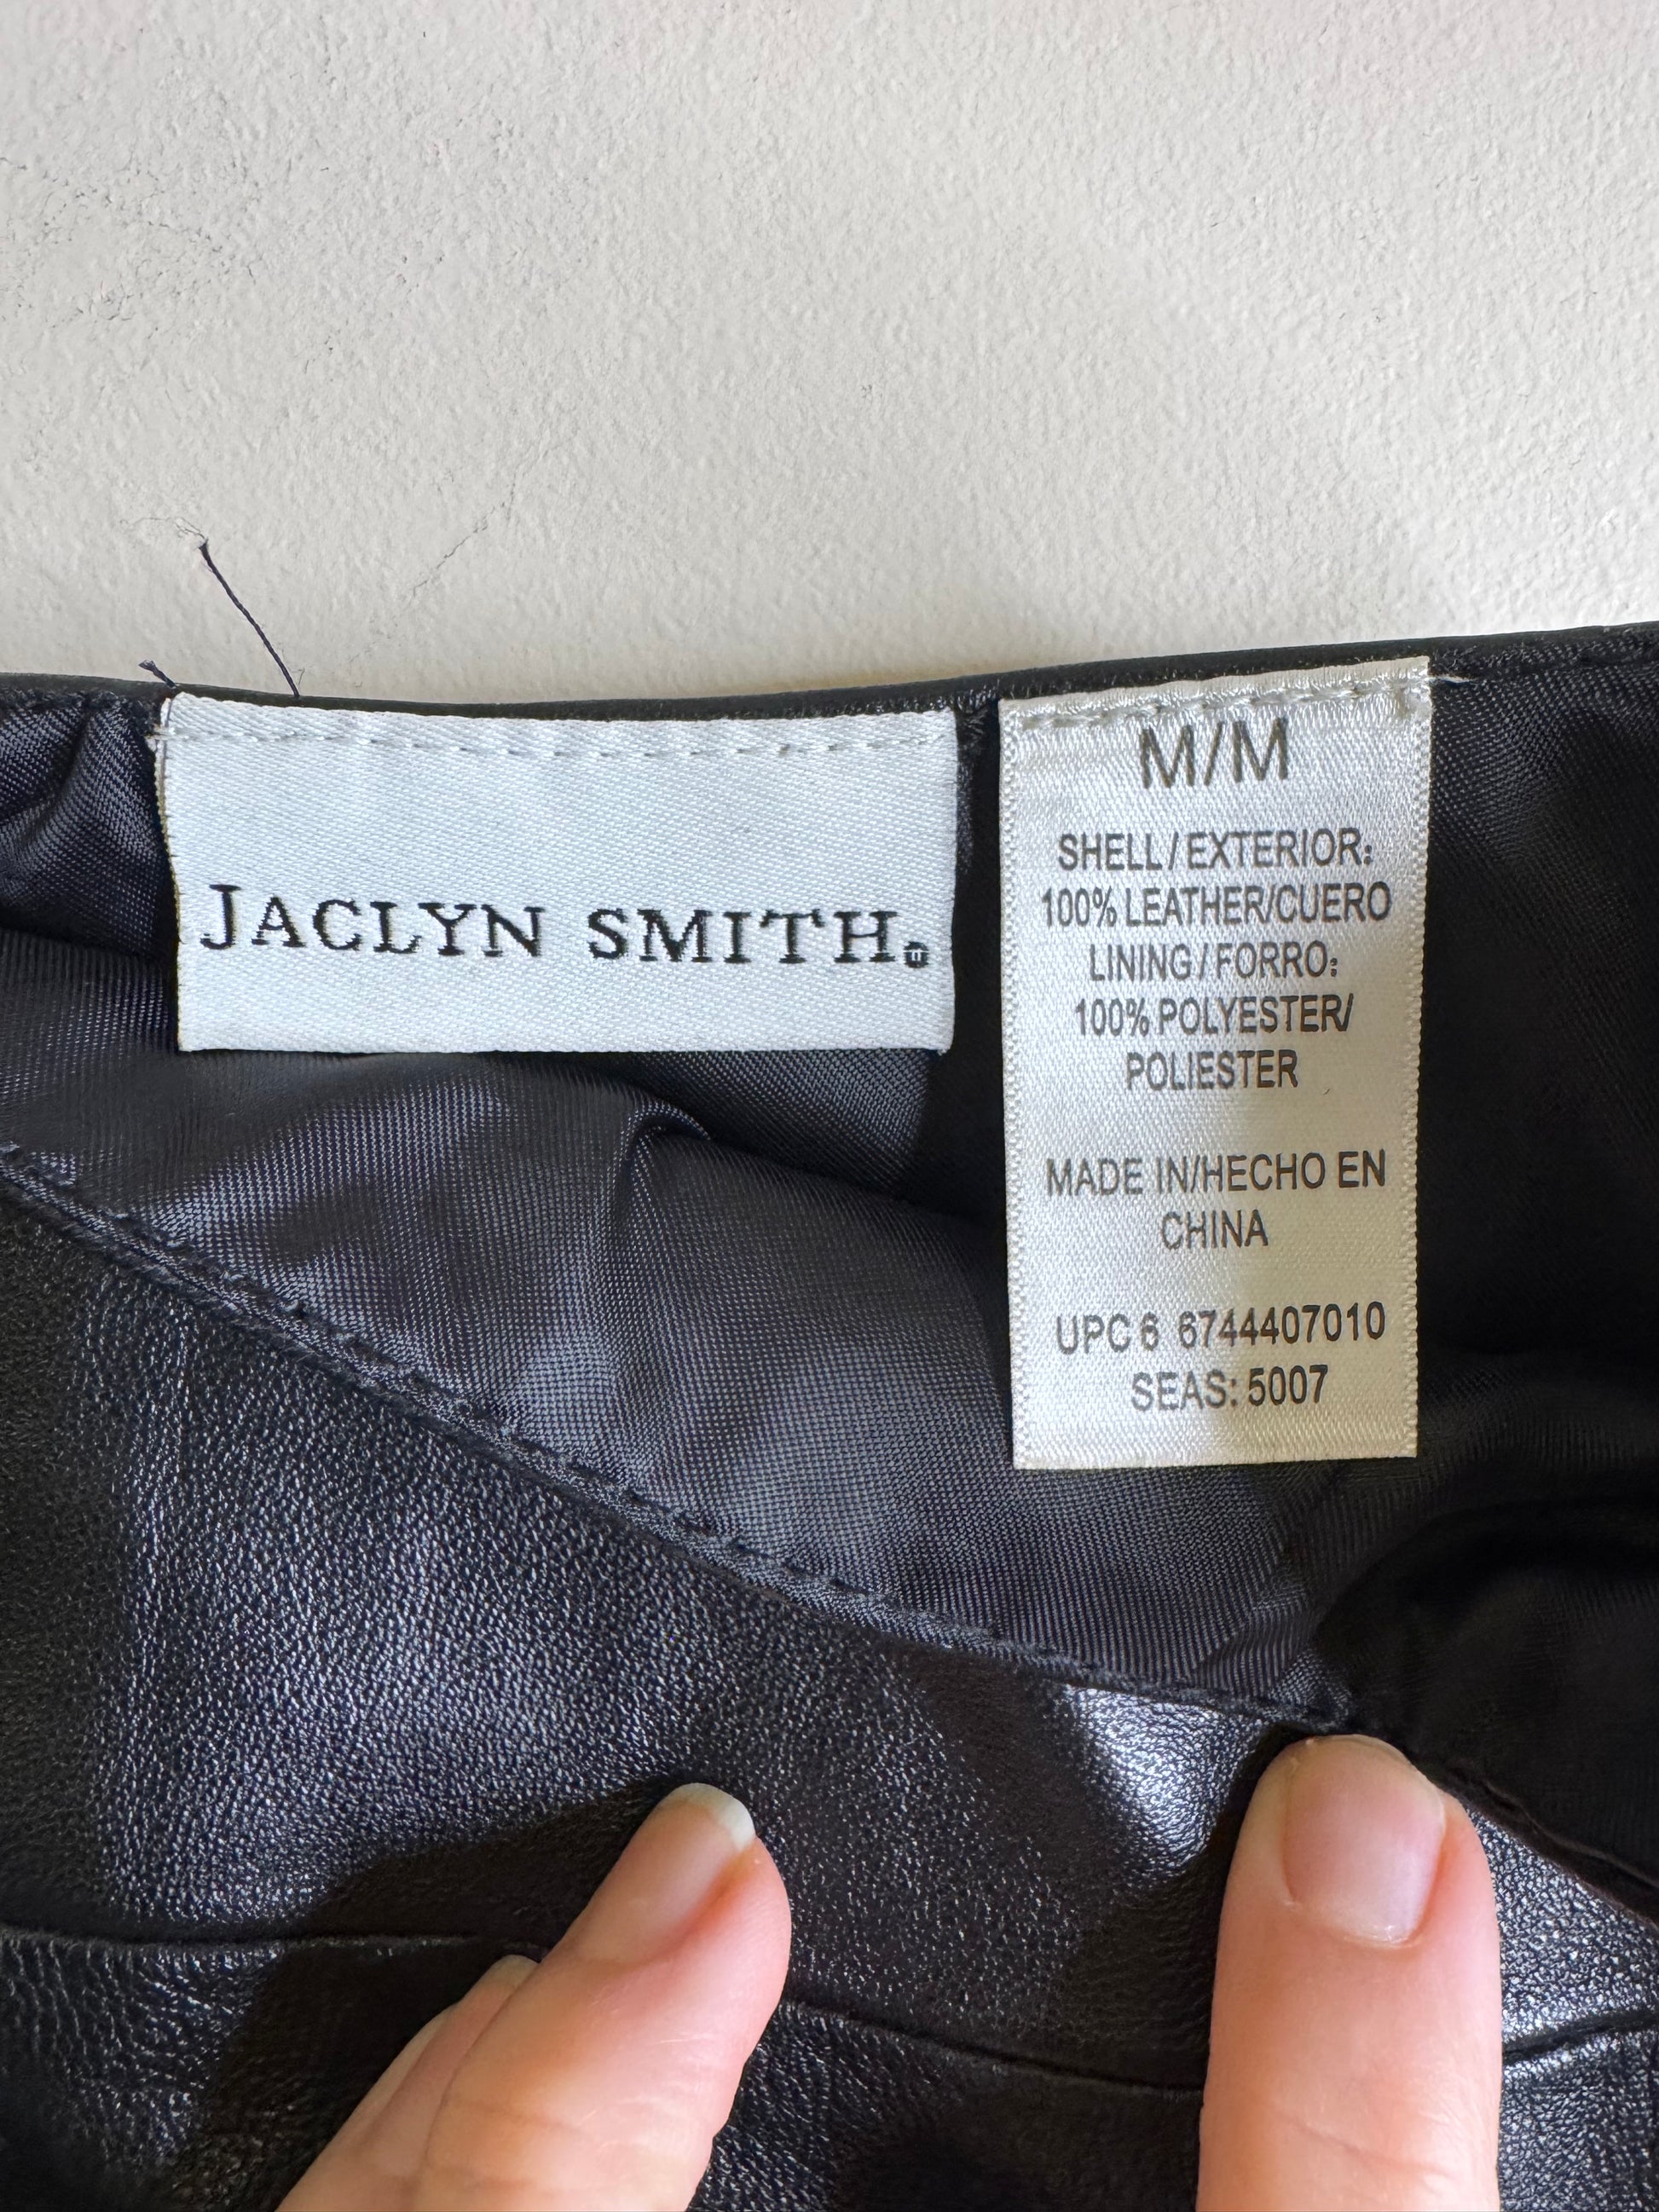 JACLYN SMITH®
M/M
SHELL/EXTERIOR:
100% LEATHER/CUERO
LINING/FORRO:
100% POLYESTER/
POLIESTER
MADE IN/HECHO EN
CHINA
UPC 6 6744407010
SEAS: 5007